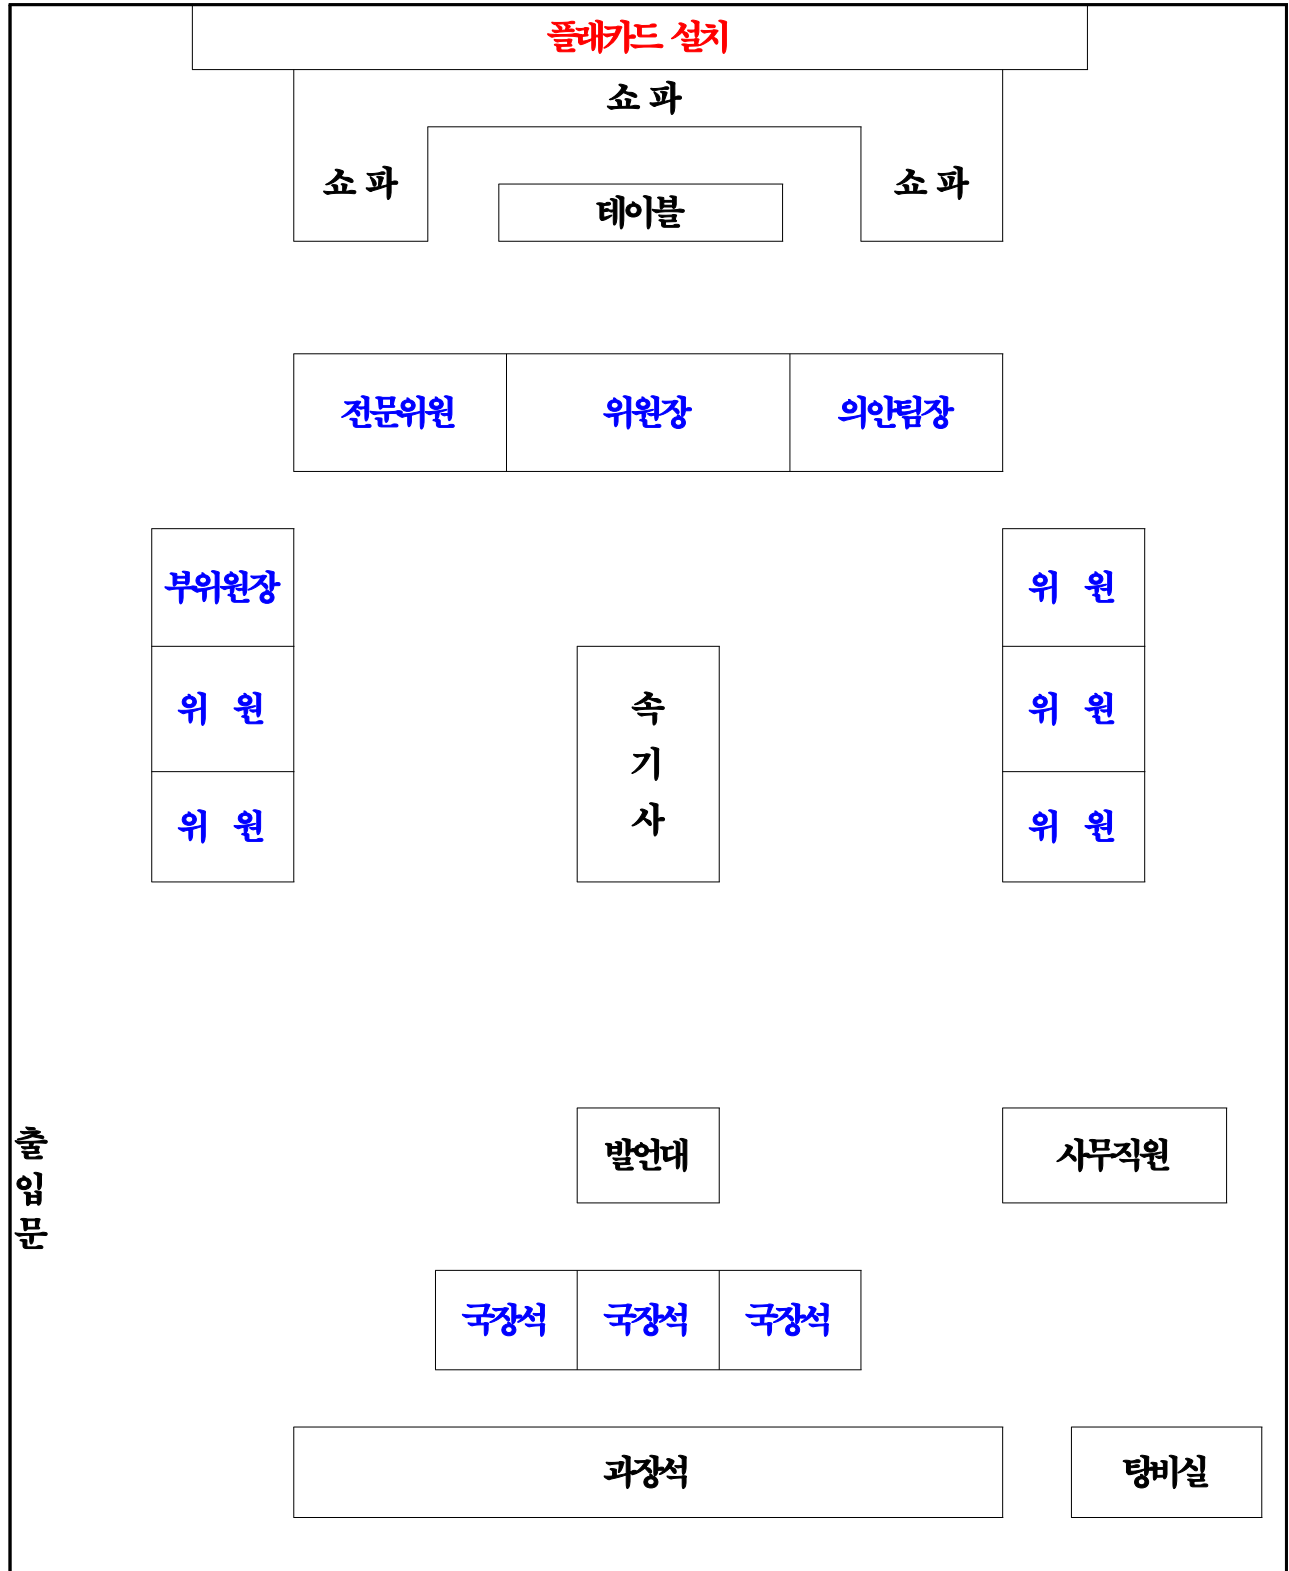 플래카드 설치
쇼 파
쇼 파
쇼 파
테이블
전문위원
위원장
의안팀장
부위원장
위 원
위 원
위 원
속
기
사
위 원
위 원
위 원
출
입
문
발언대
사무직원
국장석
국장석
국장석
과장석
탕비실